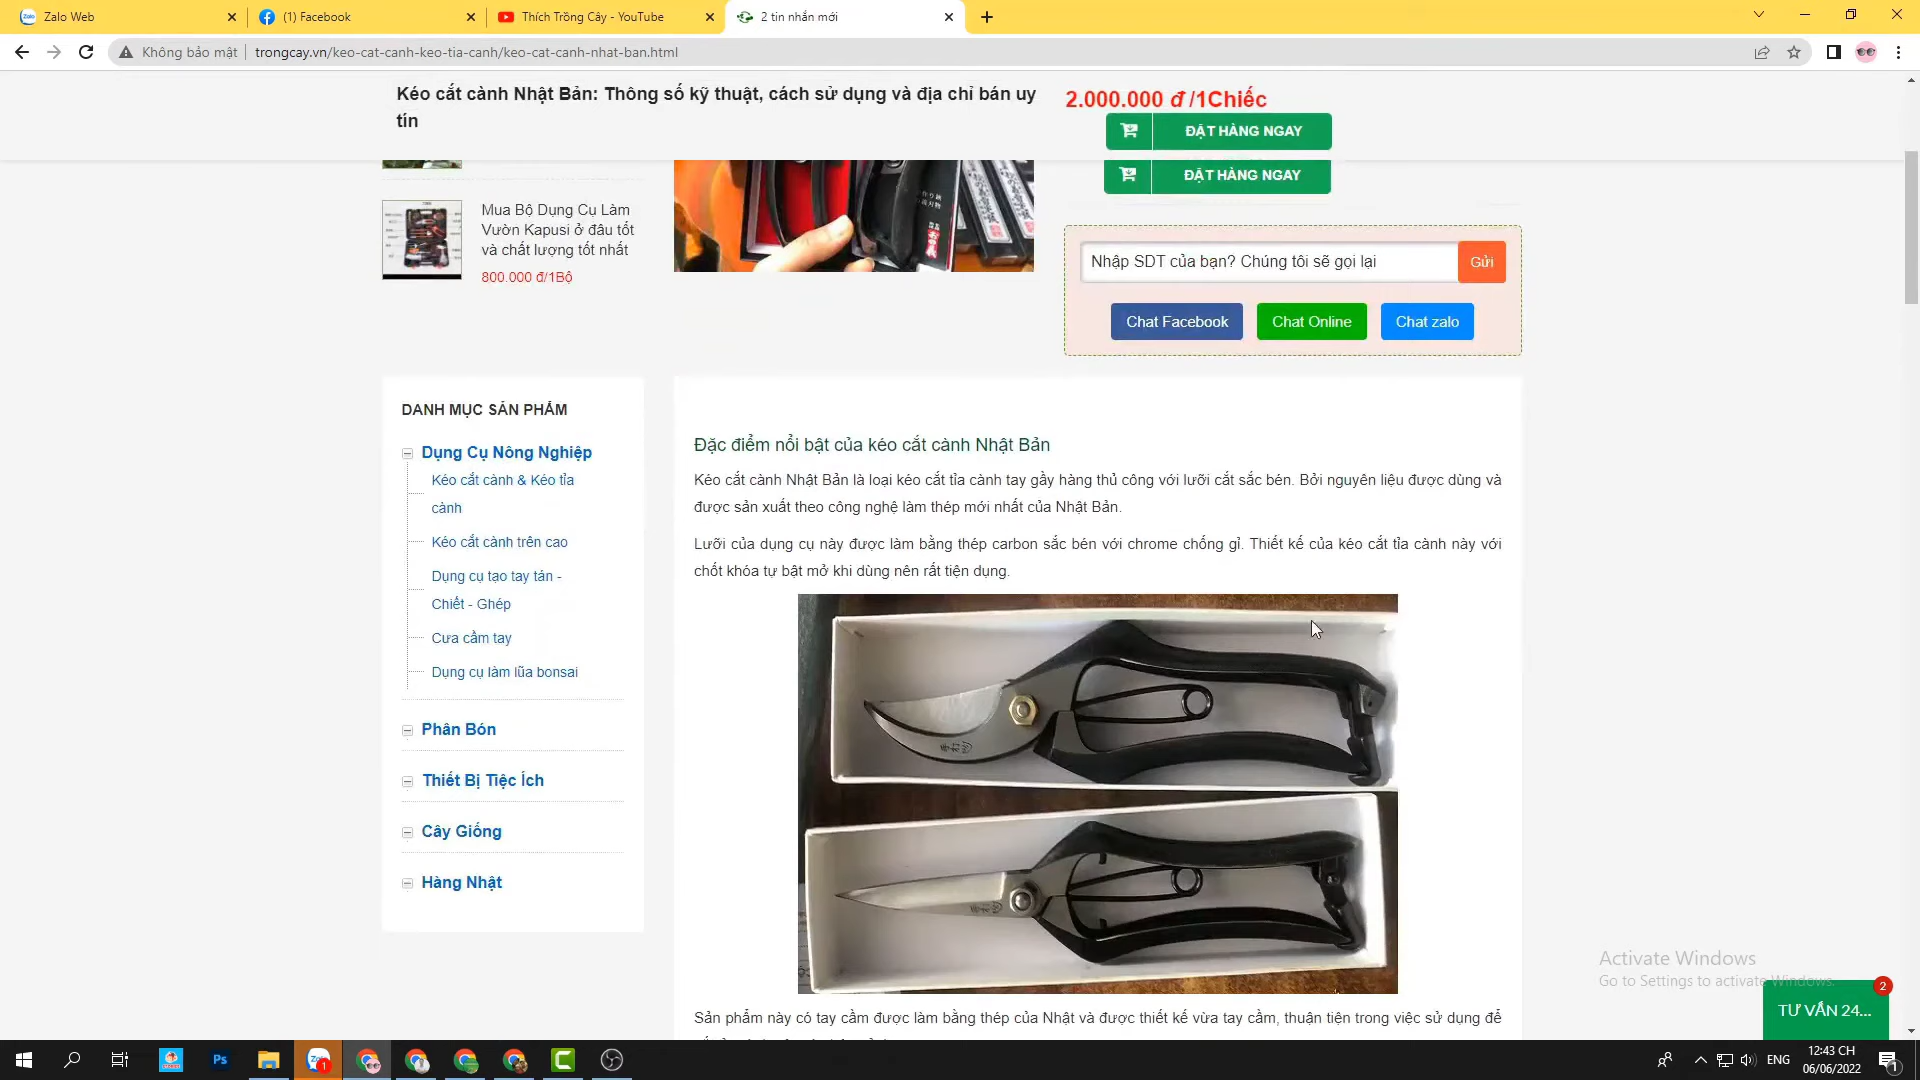 Zalo Web
(1) Facebook
Thích Trồng Cây - YouTube
2 tin nhắn mới
Không bảo mật
trongcay.vn/keo-cat-canh-keo-tia-canh/keo-cat-canh-nhat-ban.html
Kéo cắt cành Nhật Bản: Thông số kỹ thuật, cách sử dụng và địa chỉ bán uy
tín
2.000.000 đ /1Chiếc
ĐẶT HÀNG NGAY
ĐẶT HÀNG NGAY
Mua Bộ Dụng Cụ Làm
Vườn Kapusi ở đâu tốt
và chất lượng tốt nhất
800.000 đ/1Bộ
Nhập SDT của bạn? Chúng tôi sẽ gọi lại
Gửi
Chat Facebook
Chat Online
Chat zalo
DANH MỤC SẢN PHẨM
Dụng Cụ Nông Nghiệp
Kéo cắt cành & Kéo tỉa
cành
Kéo cắt cành trên cao
Dụng cụ tạo tay tán -
Chiết - Ghép
Cưa cầm tay
Dụng cụ làm lũa bonsai
Phân Bón
Thiết Bị Tiệc Ích
Cây Giống
Hàng Nhật
Đặc điểm nổi bật của kéo cắt cành Nhật Bản
Kéo cắt cành Nhật Bản là loại kéo cắt tỉa cành tay gầy hàng thủ công với lưỡi cắt sắc bén. Bởi nguyên liệu được dùng và
được sản xuất theo công nghệ làm thép mới nhất của Nhật Bản.
Lưỡi của dụng cụ này được làm bằng thép carbon sắc bén với chrome chống gỉ. Thiết kế của kéo cắt tỉa cành này với
chốt khóa tự bật mở khi dùng nên rất tiện dụng.
Sản phẩm này có tay cầm được làm bằng thép của Nhật và được thiết kế vừa tay cầm, thuận tiện trong việc sử dụng để
Activate Windows
Go to Settings to activate Windows.
TƯ VẤN 24...
2
Ps
Zalo
1
ENG
12:43 CH
06/06/2022
1